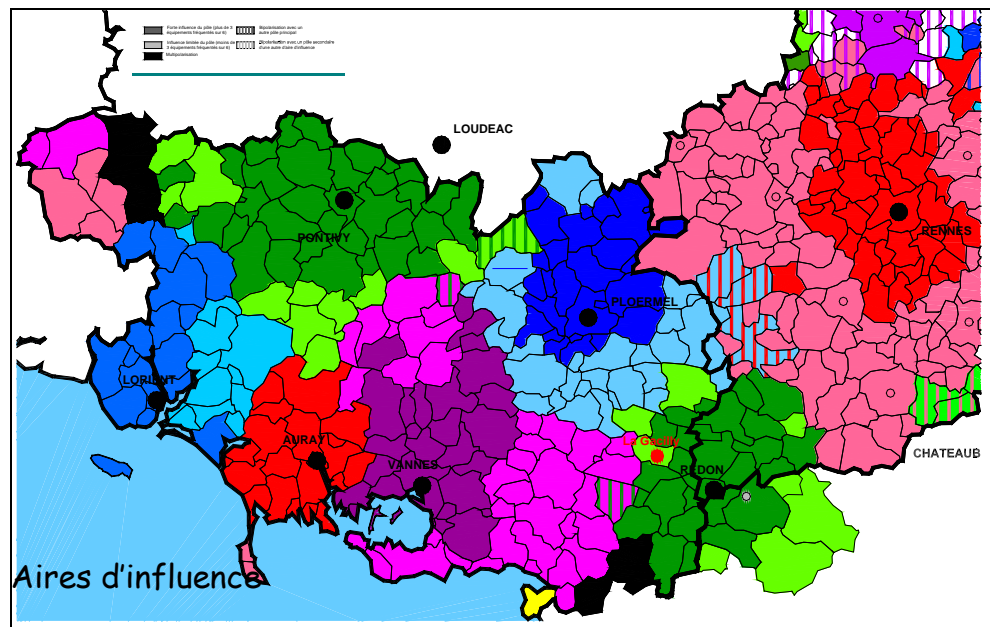 Forte influence du pôle (plus de 3
équipements fréquentés sur 6)
Bipolarisation avec un
autre pôle principal
Influence limitée du pôle (moins de
3 équipements fréquentés sur 6)
Bipolarisation avec un pôle secondaire
d'une autre d'aire d'influence
Multipolarisation
LOUDEAC
PONTIVY
RENNES
PLOERMEL
LORIENT
AURAY
VANNES
La Gacilly
REDON
CHATEAUB
Aires d'influence